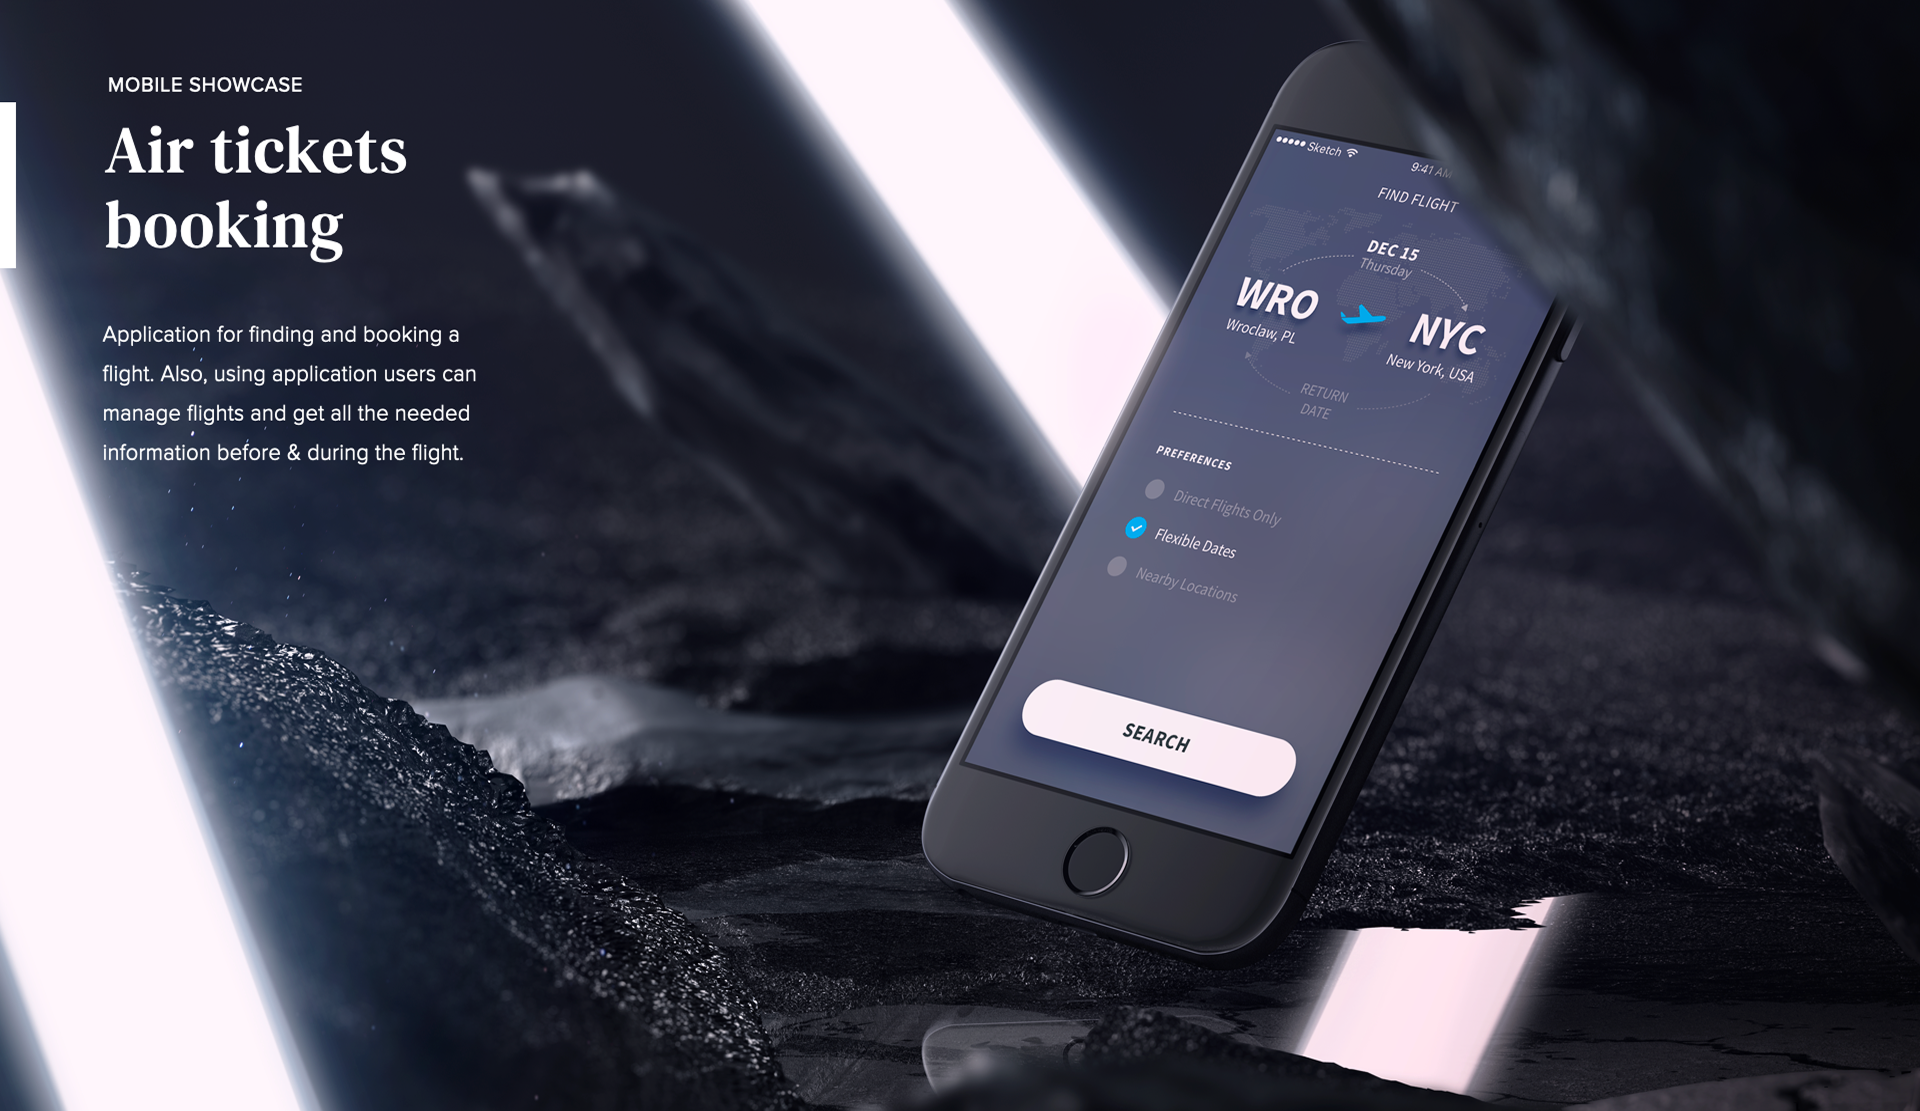 MOBILE SHOWCASE
Air tickets
booking
Application for finding and booking a
flight. Also, using application users can
manage flights and get all the needed
information before & during the flight.
Sketch
9:41 AM
FIND FLIGHT
DEC 15
Thursday
WRO
Wroclaw, PL
NYC
New York, USA
RETURN
DATE
PREFERENCES
Direct Flights Only
Flexible Dates
Nearby Locations
SEARCH